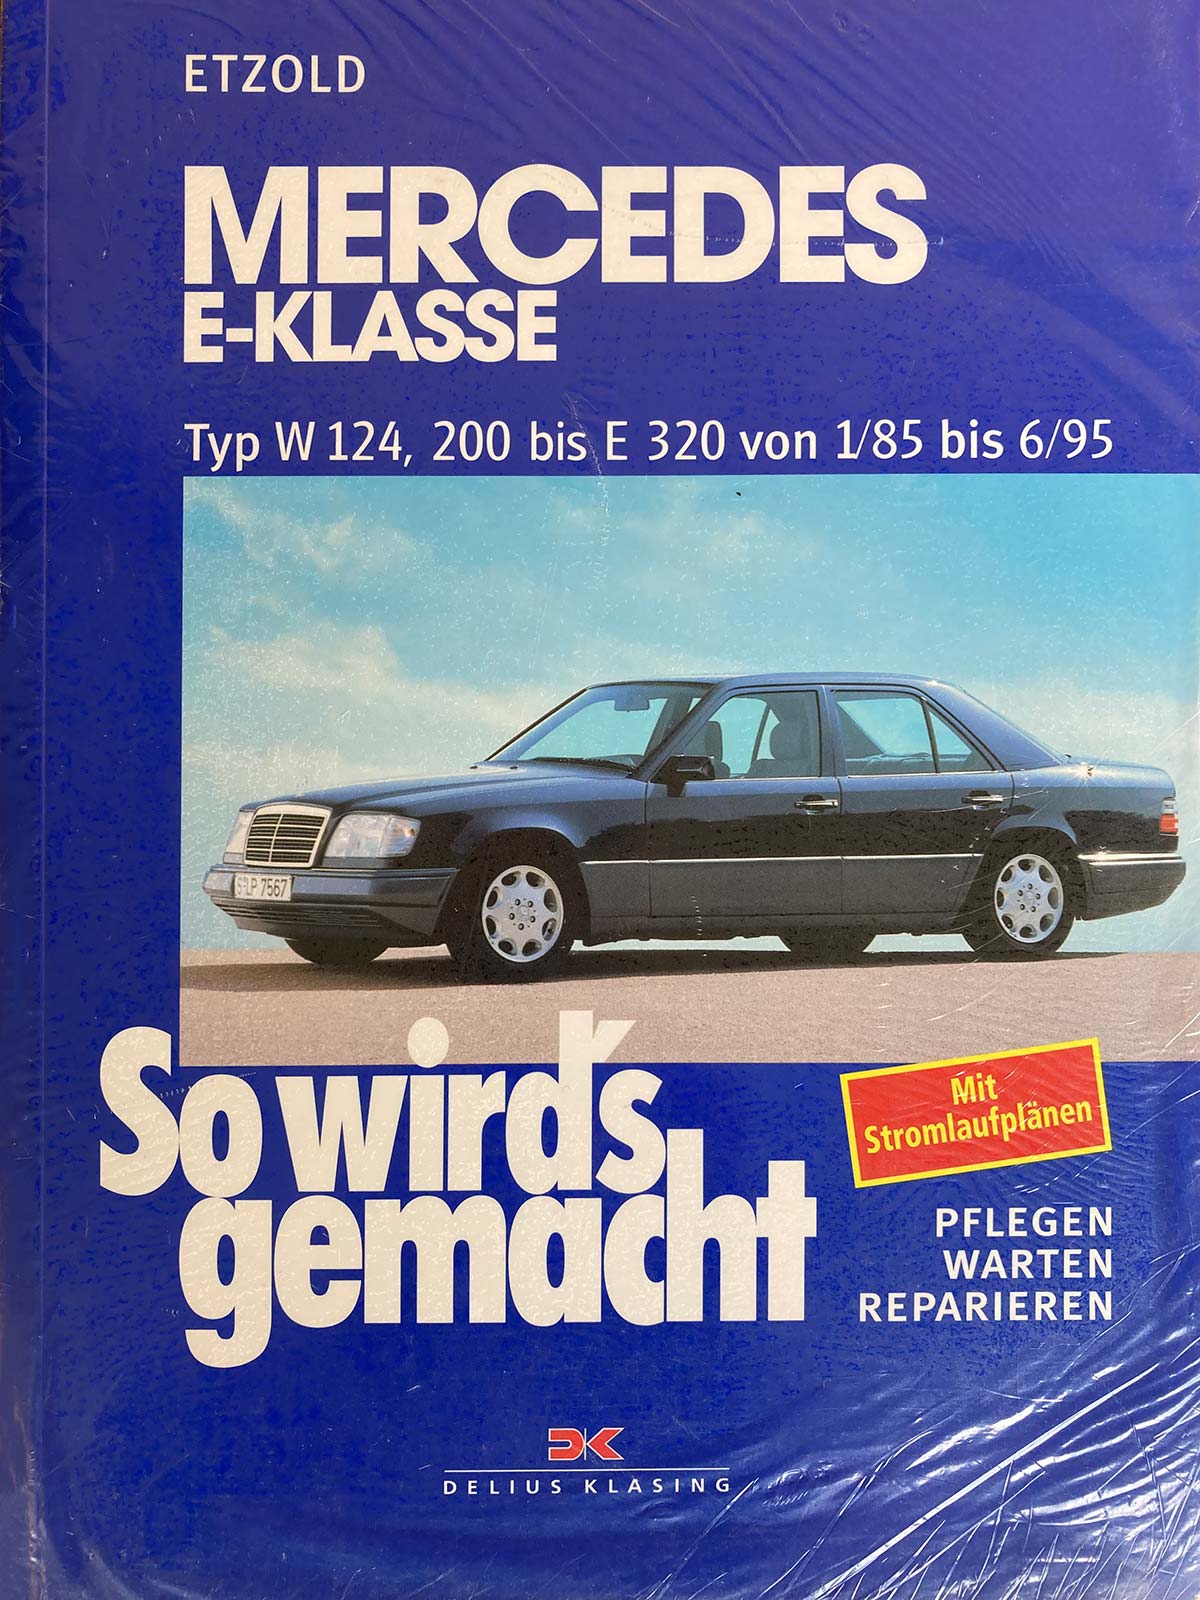 ETZOLD
MERCEDES
E-KLASSE
Typ W 124, 200 bis E 320 von 1/85 bis 6/95
S LP 7567
So wird's
gemacht
Mit
Stromlaufplänen
PFLEGEN
WARTEN
REPARIEREN
DK
DELIUS KLASING